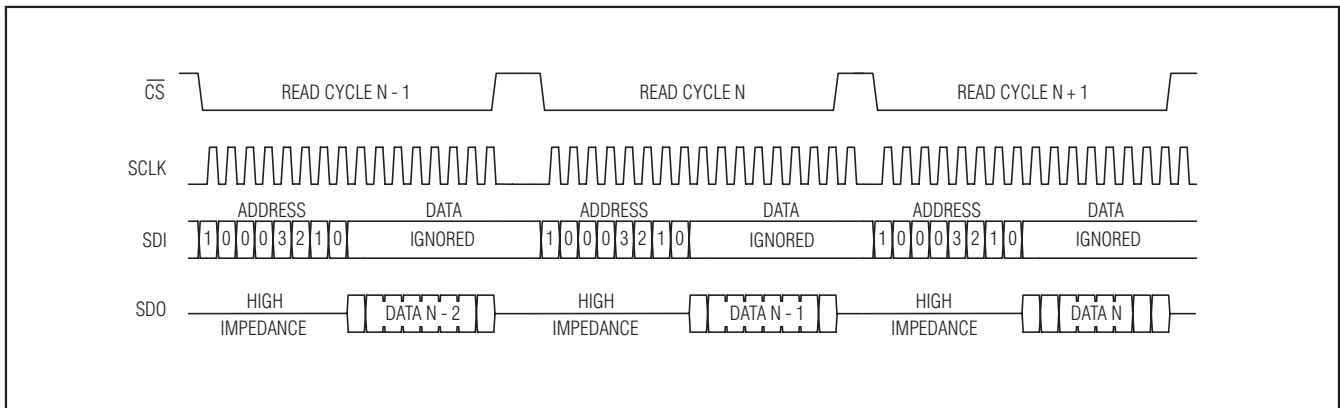 CS READ CYCLE N - 1 READ CYCLE N READ CYCLE N + 1
SCLK
ADDRESS DATA ADDRESS DATA ADDRESS DATA
SDI 1 0 0 0 3 2 1 0 IGNORED 1 0 0 0 3 2 1 0 IGNORED 1 0 0 0 3 2 1 0 IGNORED
HIGH HIGH HIGH
SDO DATA N - 2 DATA N - 1 DATA N
IMPEDANCE IMPEDANCE IMPEDANCE